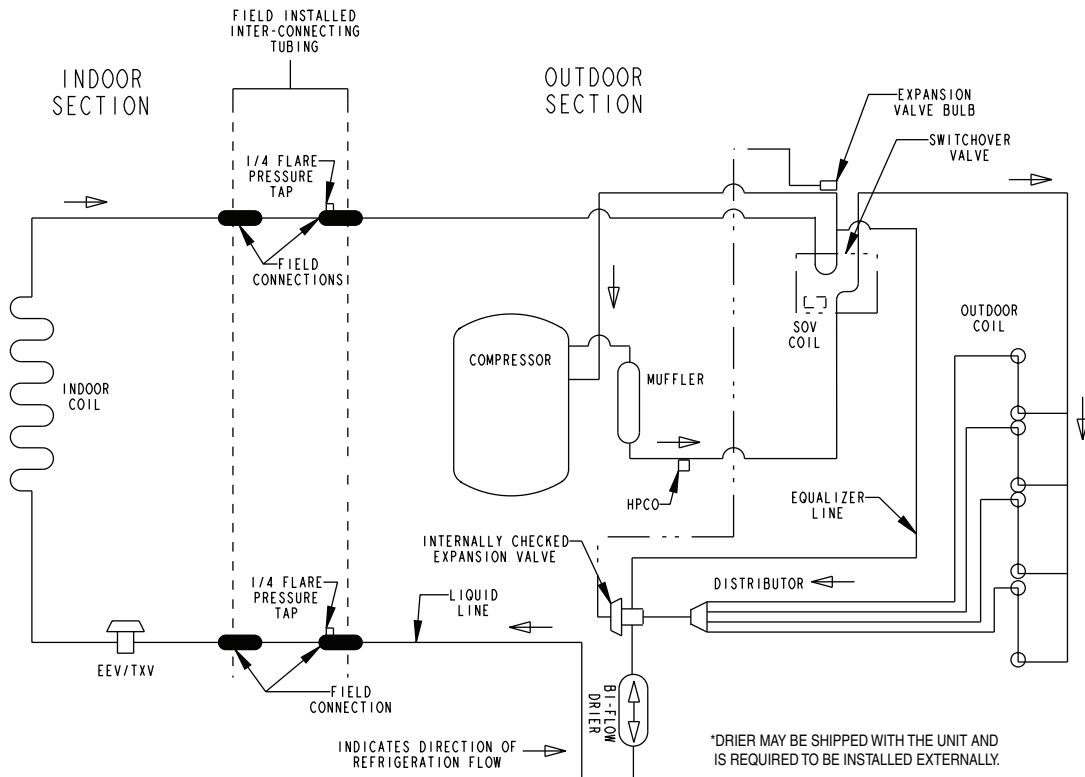 FIELD INSTALLED
INTER-CONNECTING
TUBING
INDOOR
SECTION
OUTDOOR
SECTION
EXPANSION
VALVE BULB
SWITCHOVER
VALVE
1/4 FLARE
PRESSURE
TAP
FIELD
CONNECTIONS
SOV
COIL
OUTDOOR
COIL
COMPRESSOR
MUFFLER
INDOOR
COIL
HPCO
EQUALIZER
LINE
INTERNALLY CHECKED
EXPANSION VALVE
DISTRIBUTOR
1/4 FLARE
PRESSURE
TAP
LIQUID
LINE
EEV/TXV
FIELD
CONNECTION
BI-FLOW
DRIER
INDICATES DIRECTION OF
REFRIGERATION FLOW
*DRIER MAY BE SHIPPED WITH THE UNIT AND
IS REQUIRED TO BE INSTALLED EXTERNALLY.